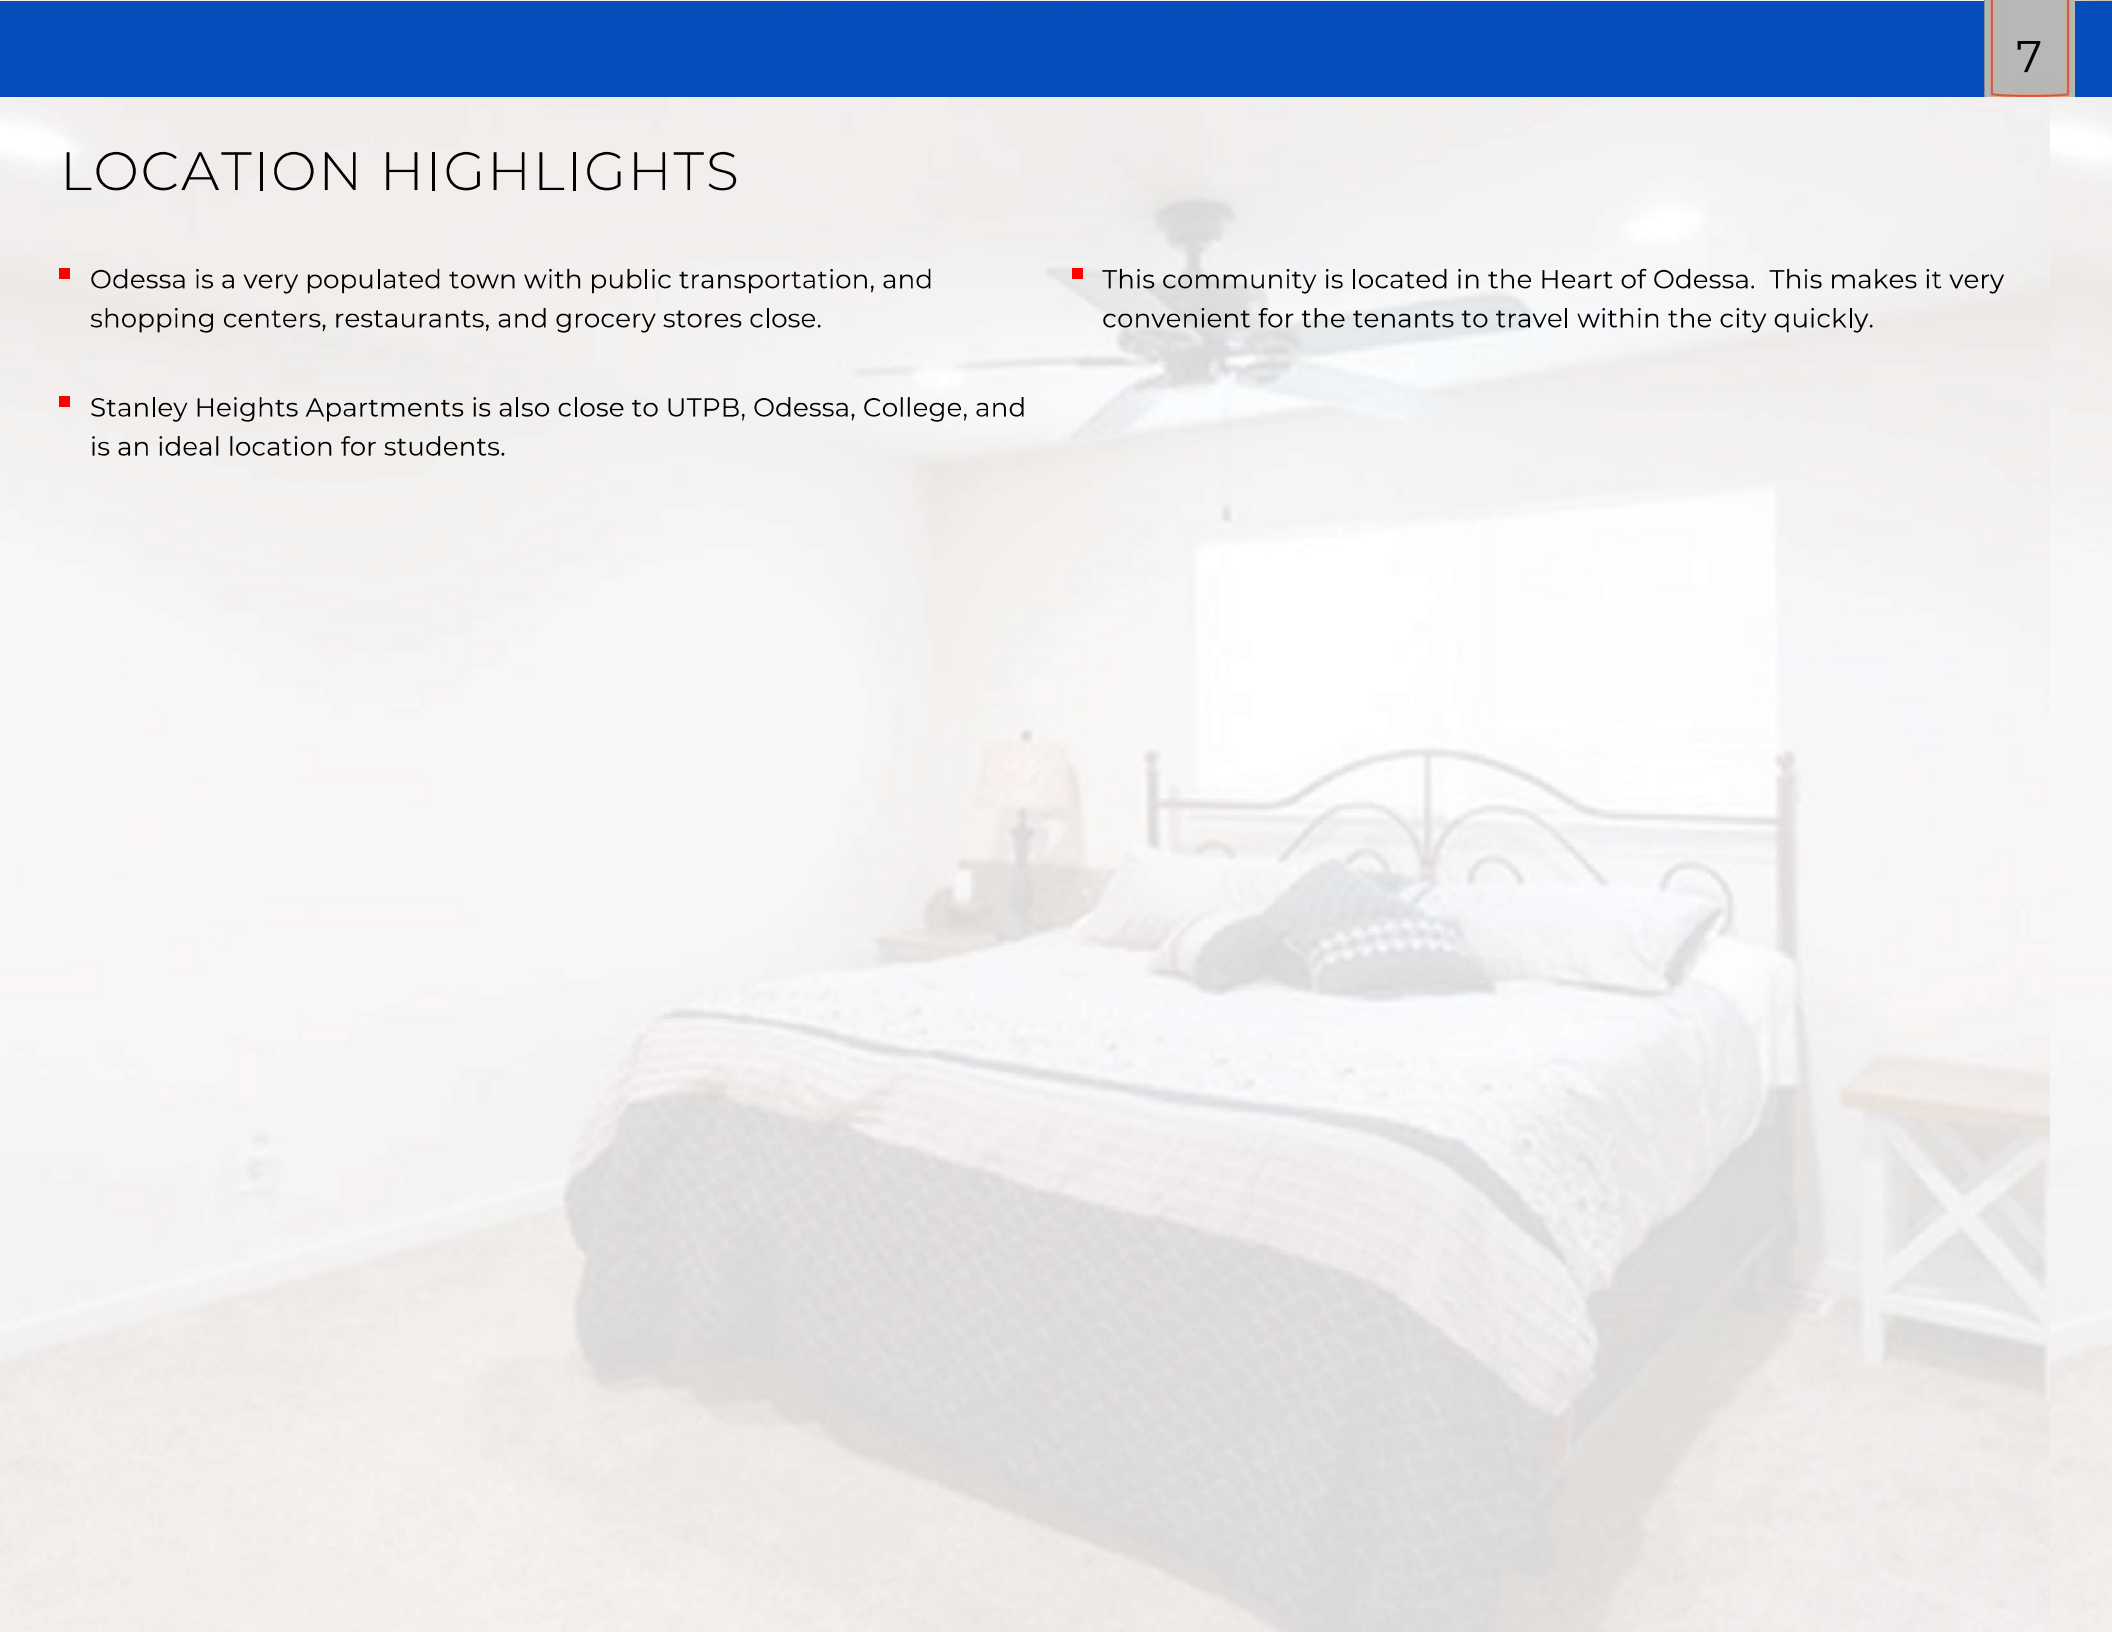 7
LOCATION HIGHLIGHTS
Odessa is a very populated town with public transportation, and
shopping centers, restaurants, and grocery stores close.
Stanley Heights Apartments is also close to UTPB, Odessa, College, and
is an ideal location for students.
This community is located in the Heart of Odessa.  This makes it very
convenient for the tenants to travel within the city quickly.